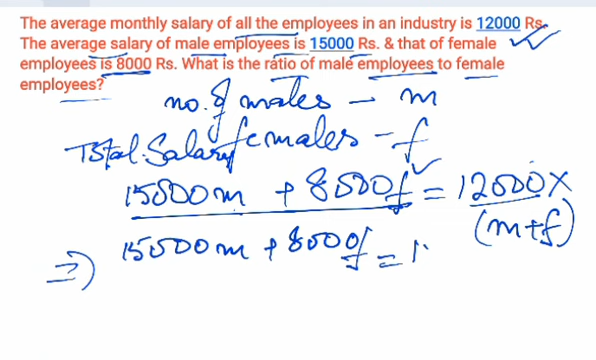 The average monthly salary of all the employees in an industry is 12000 Rs.
The average salary of male employees is 15000 Rs. & that of female
employees is 8000 Rs. What is the ratio of male employees to female
employees?
no. of males – m
Total Salary females – f
15000m + 8000f = 12000 x
(m+f)
⇒ 15000m + 8000f = 1